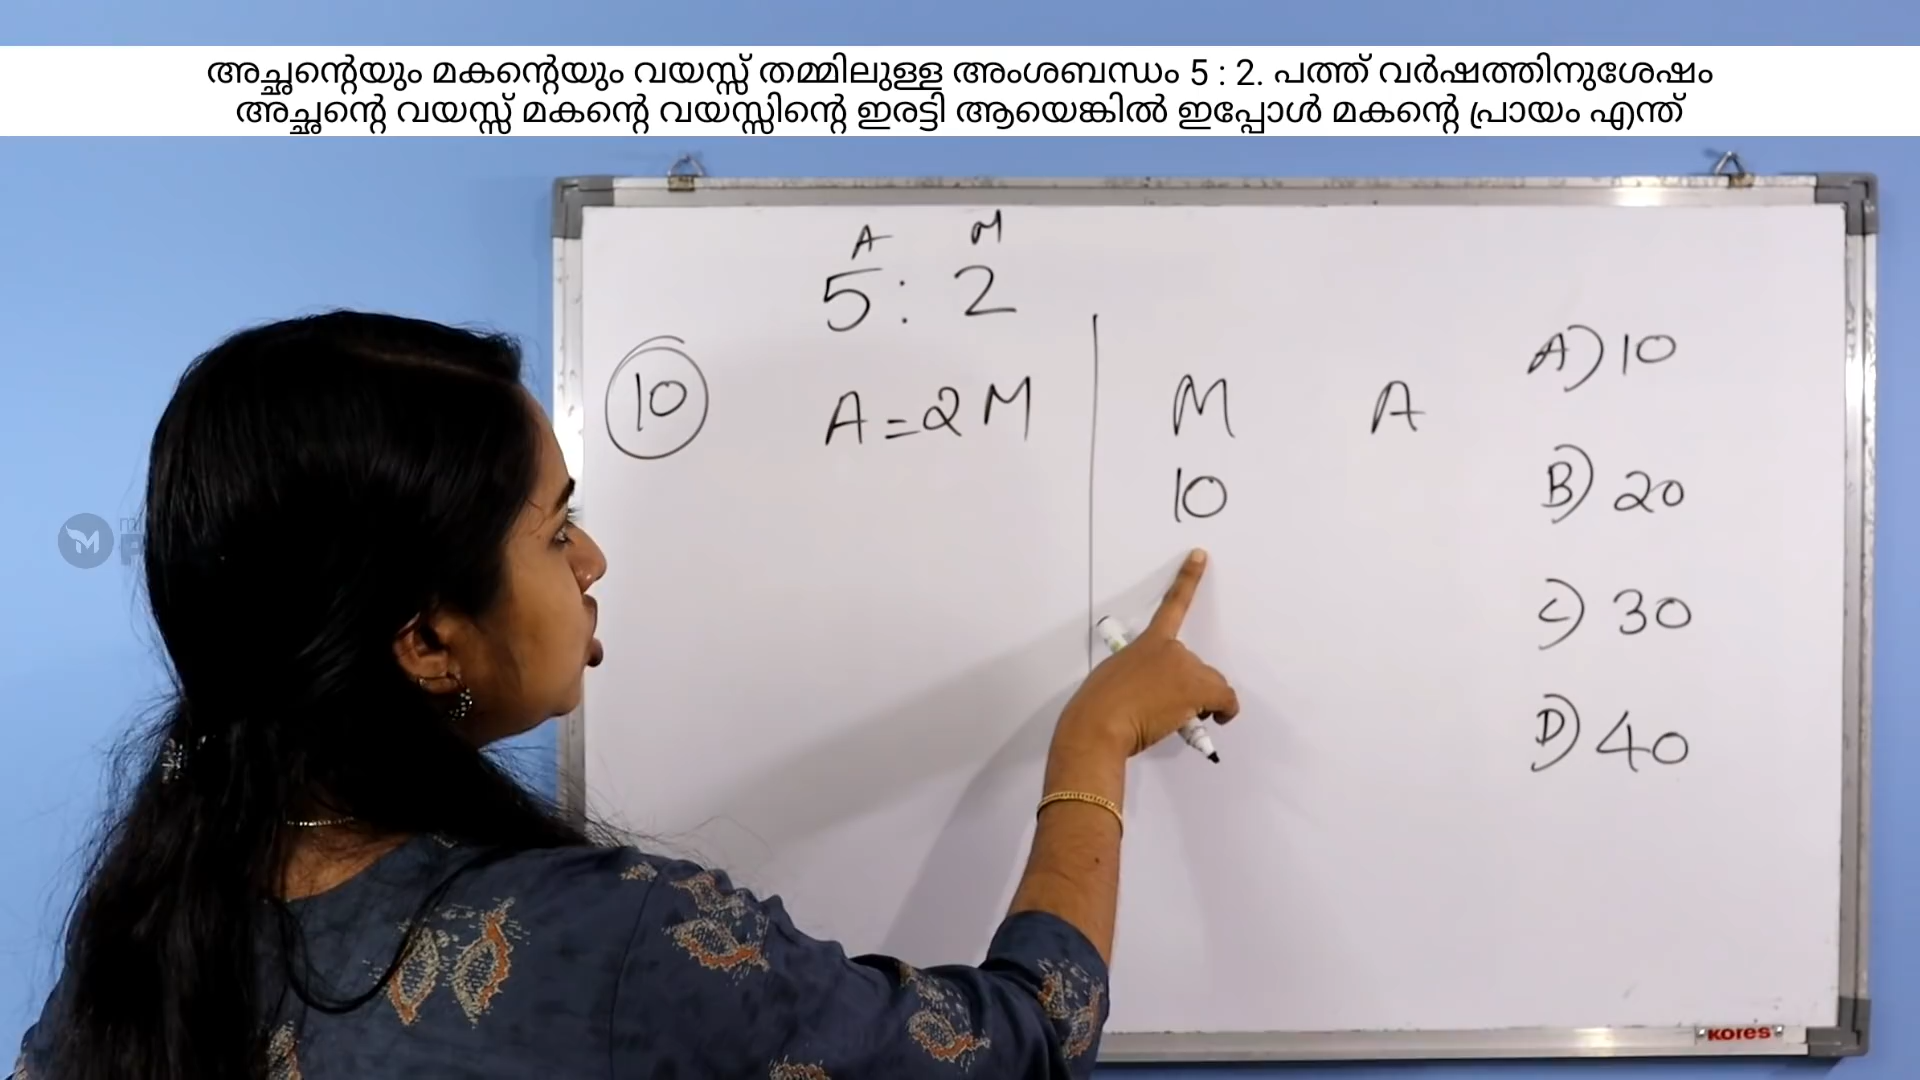 അച്ഛന്റെയും മകന്റെയും വയസ്സ് തമ്മിലുള്ള അംശബന്ധം 5 : 2. പത്ത് വർഷത്തിനുശേഷം
അച്ഛന്റെ വയസ്സ് മകന്റെ വയസ്സിന്റെ ഇരട്ടി ആയെങ്കിൽ ഇപ്പോൾ മകന്റെ പ്രായം എന്ത്
A M
5 : 2
10 A = 2 M
M A
10
A) 10
B) 20
C) 30
D) 40
KORES